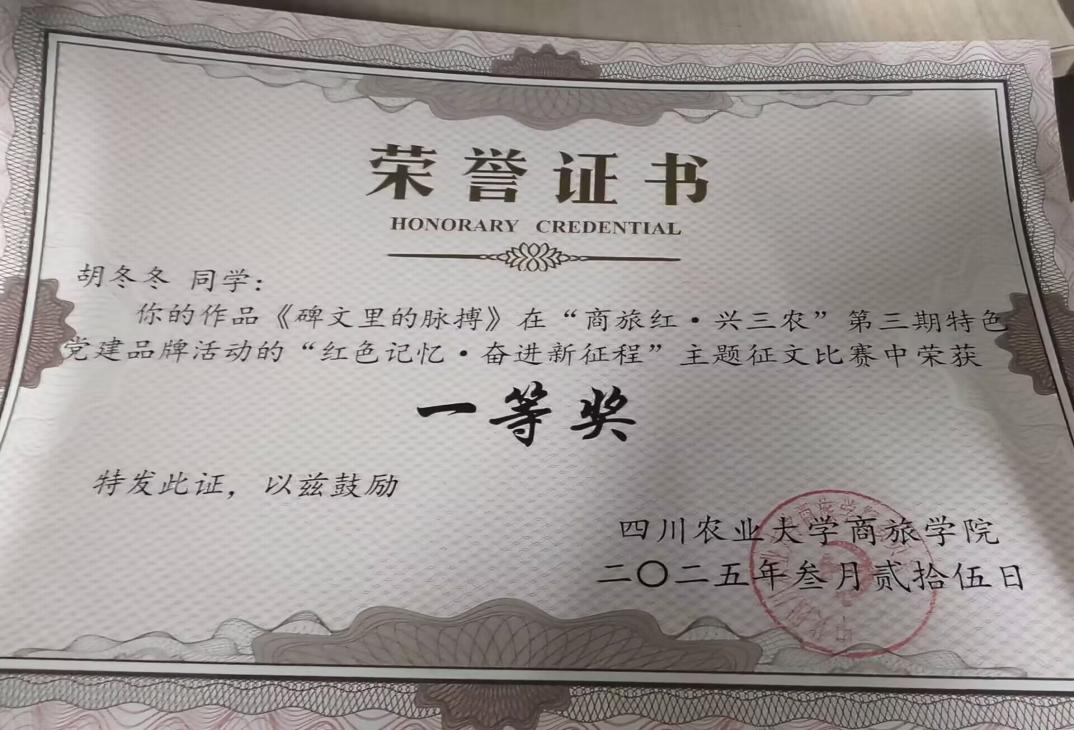 荣誉证书
HONORARY CREDENTIAL
胡冬冬 同学：
你的作品《碑文里的脉搏》在“商旅红·兴三农”第三期特色
党建品牌活动的“红色记忆·奋进新征程”主题征文比赛中荣获
一等奖
特发此证，以兹鼓励
四川农业大学商旅学院
二〇二五年叁月贰拾伍日